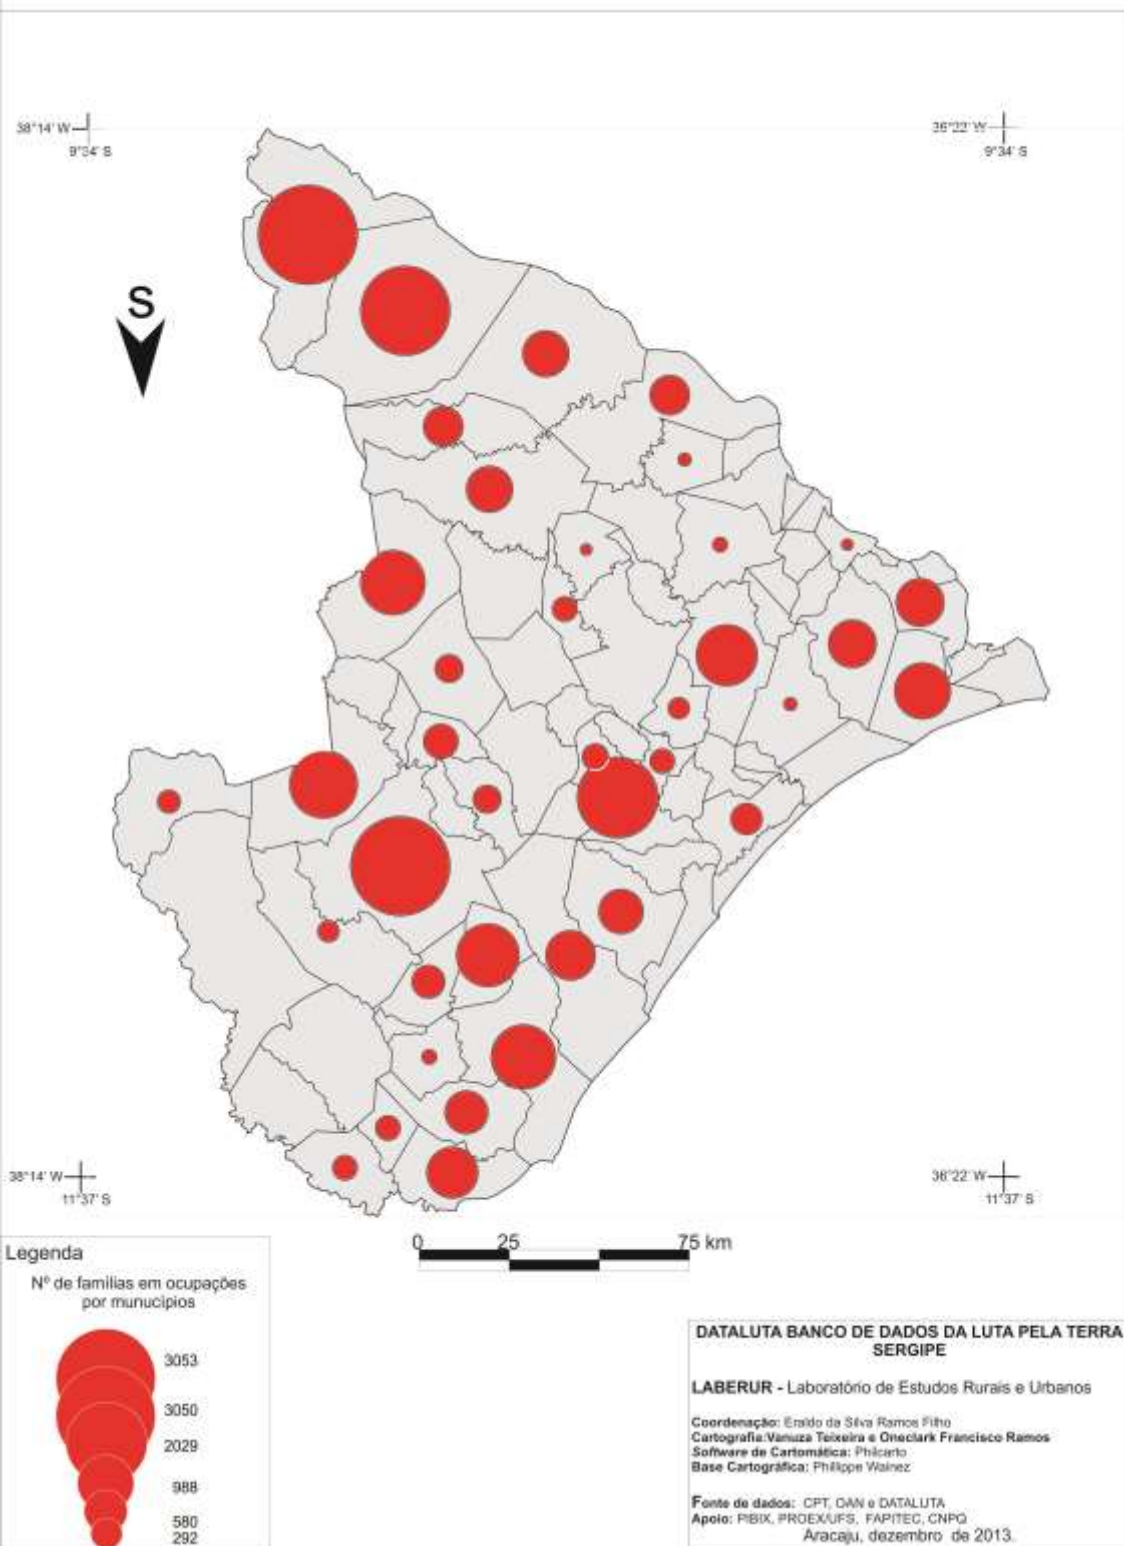 38°14' W
9°34' S
36°22' W
9°34' S
S
38°14' W
11°37' S
36°22' W
11°37' S
0 25 75 km
Legenda
Nº de famílias em ocupações
por munucípios
3053
3050
2029
988
580
292
DATALUTA BANCO DE DADOS DA LUTA PELA TERRA
SERGIPE
LABERUR - Laboratório de Estudos Rurais e Urbanos
Coordenação: Eraldo da Silva Ramos Filho
Cartografia:Vanuza Teixeira e Oneclark Francisco Ramos
Software de Cartomática: Philcarto
Base Cartográfica: Phillippe Wainez
Fonte de dados: CPT, OAN e DATALUTA
Apoio: PIBIX, PROEX/UFS, FAPITEC, CNPQ
Aracaju, dezembro de 2013.